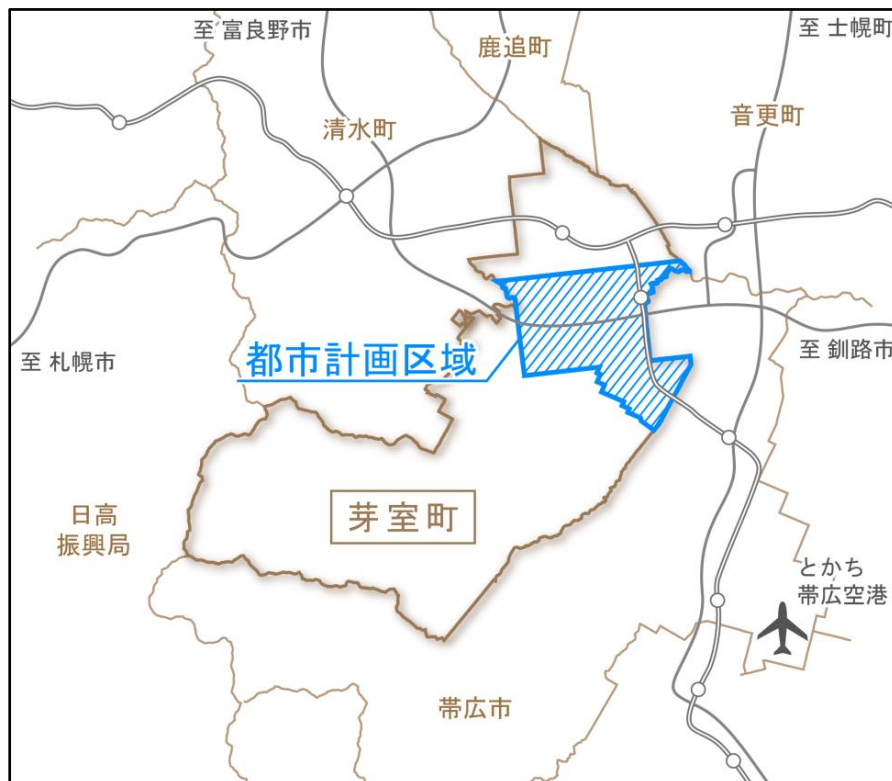 至 富良野市
至 士幌町
鹿追町
音更町
清水町
至 札幌市
都市計画区域
至 釧路市
芽室町
日高
振興局
とかち
帯広空港
帯広市